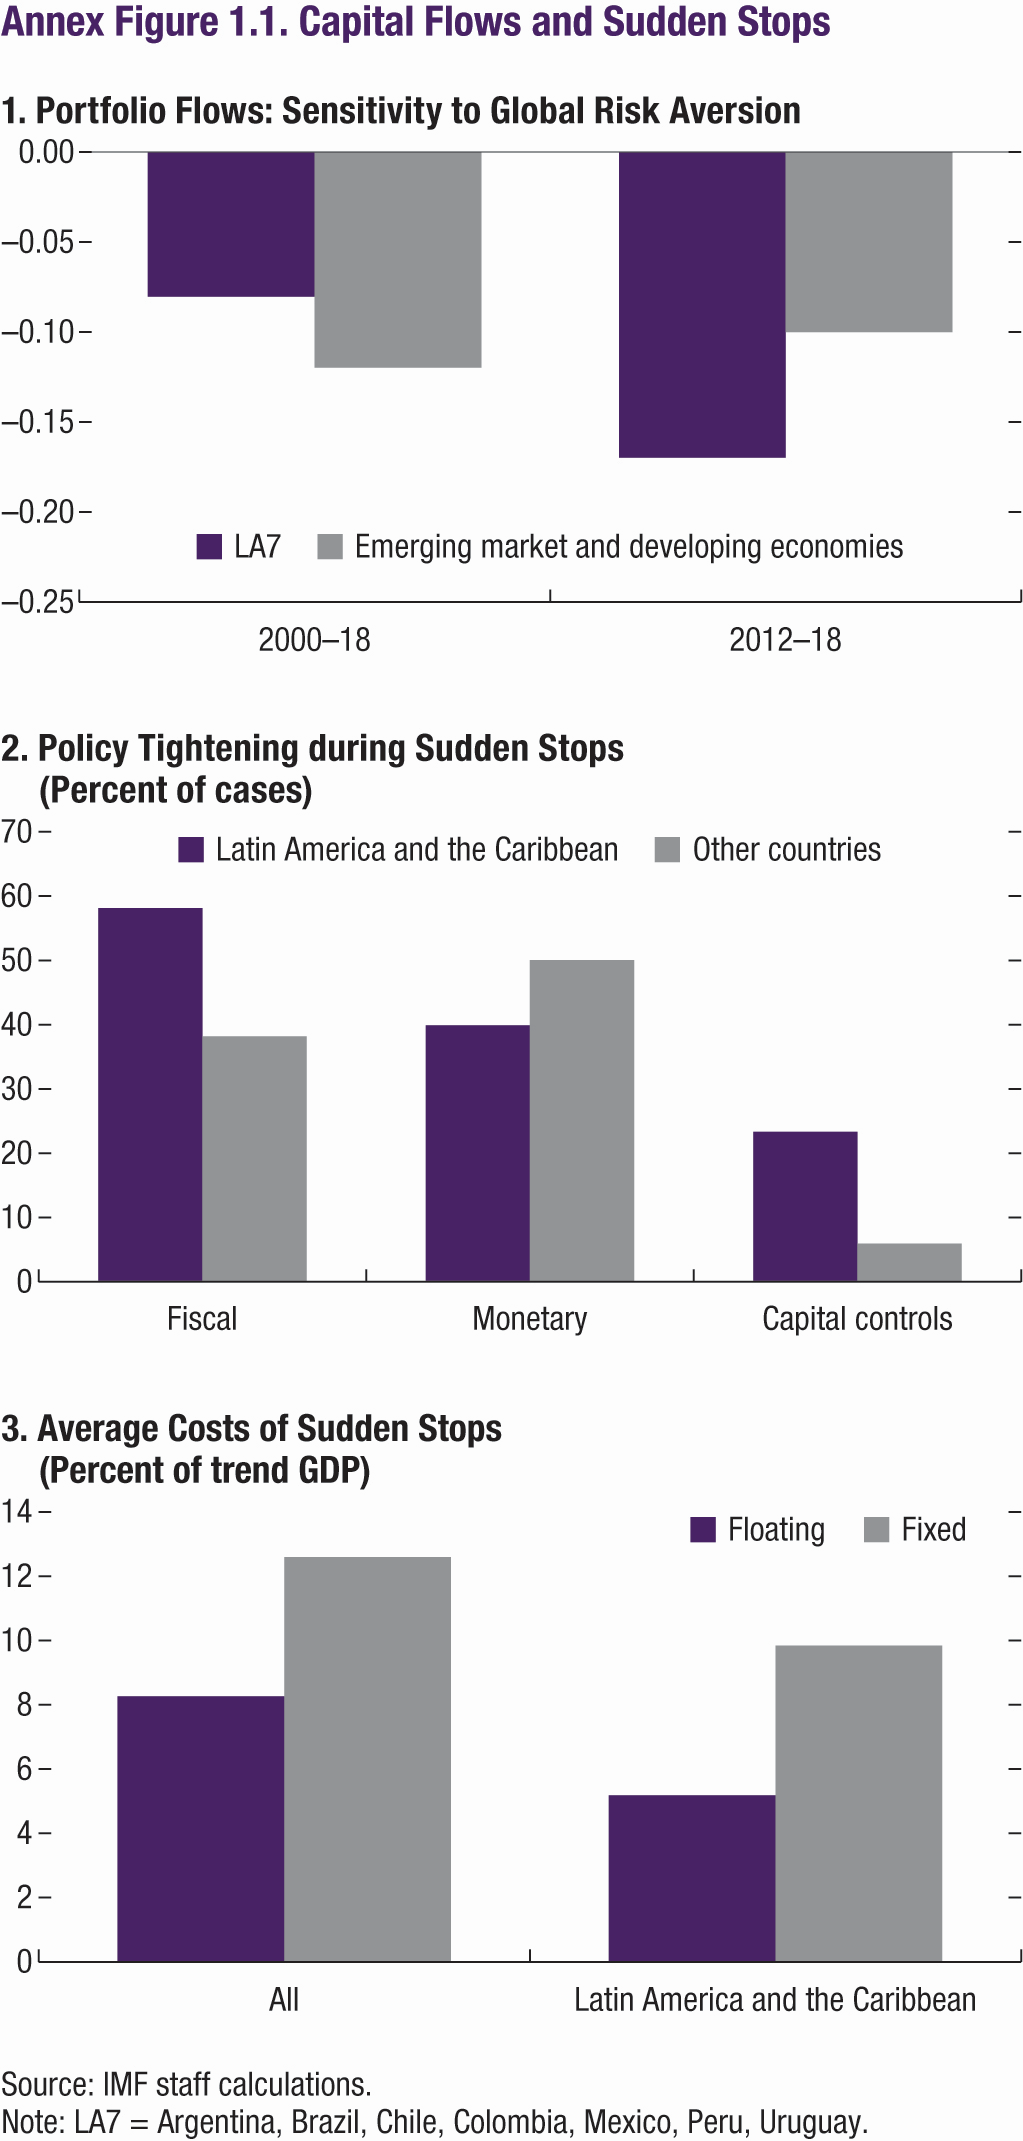 Annex Figure 1.1. Capital Flows and Sudden Stops
1. Portfolio Flows: Sensitivity to Global Risk Aversion
0.00
–0.05
–0.10
–0.15
–0.20
–0.25
LA7 Emerging market and developing economies
2000–18 2012–18
2. Policy Tightening during Sudden Stops
(Percent of cases)
70
60
50
40
30
20
10
0
Latin America and the Caribbean Other countries
Fiscal Monetary Capital controls
3. Average Costs of Sudden Stops
(Percent of trend GDP)
14
12
10
8
6
4
2
0
Floating Fixed
All Latin America and the Caribbean
Source: IMF staff calculations.
Note: LA7 = Argentina, Brazil, Chile, Colombia, Mexico, Peru, Uruguay.